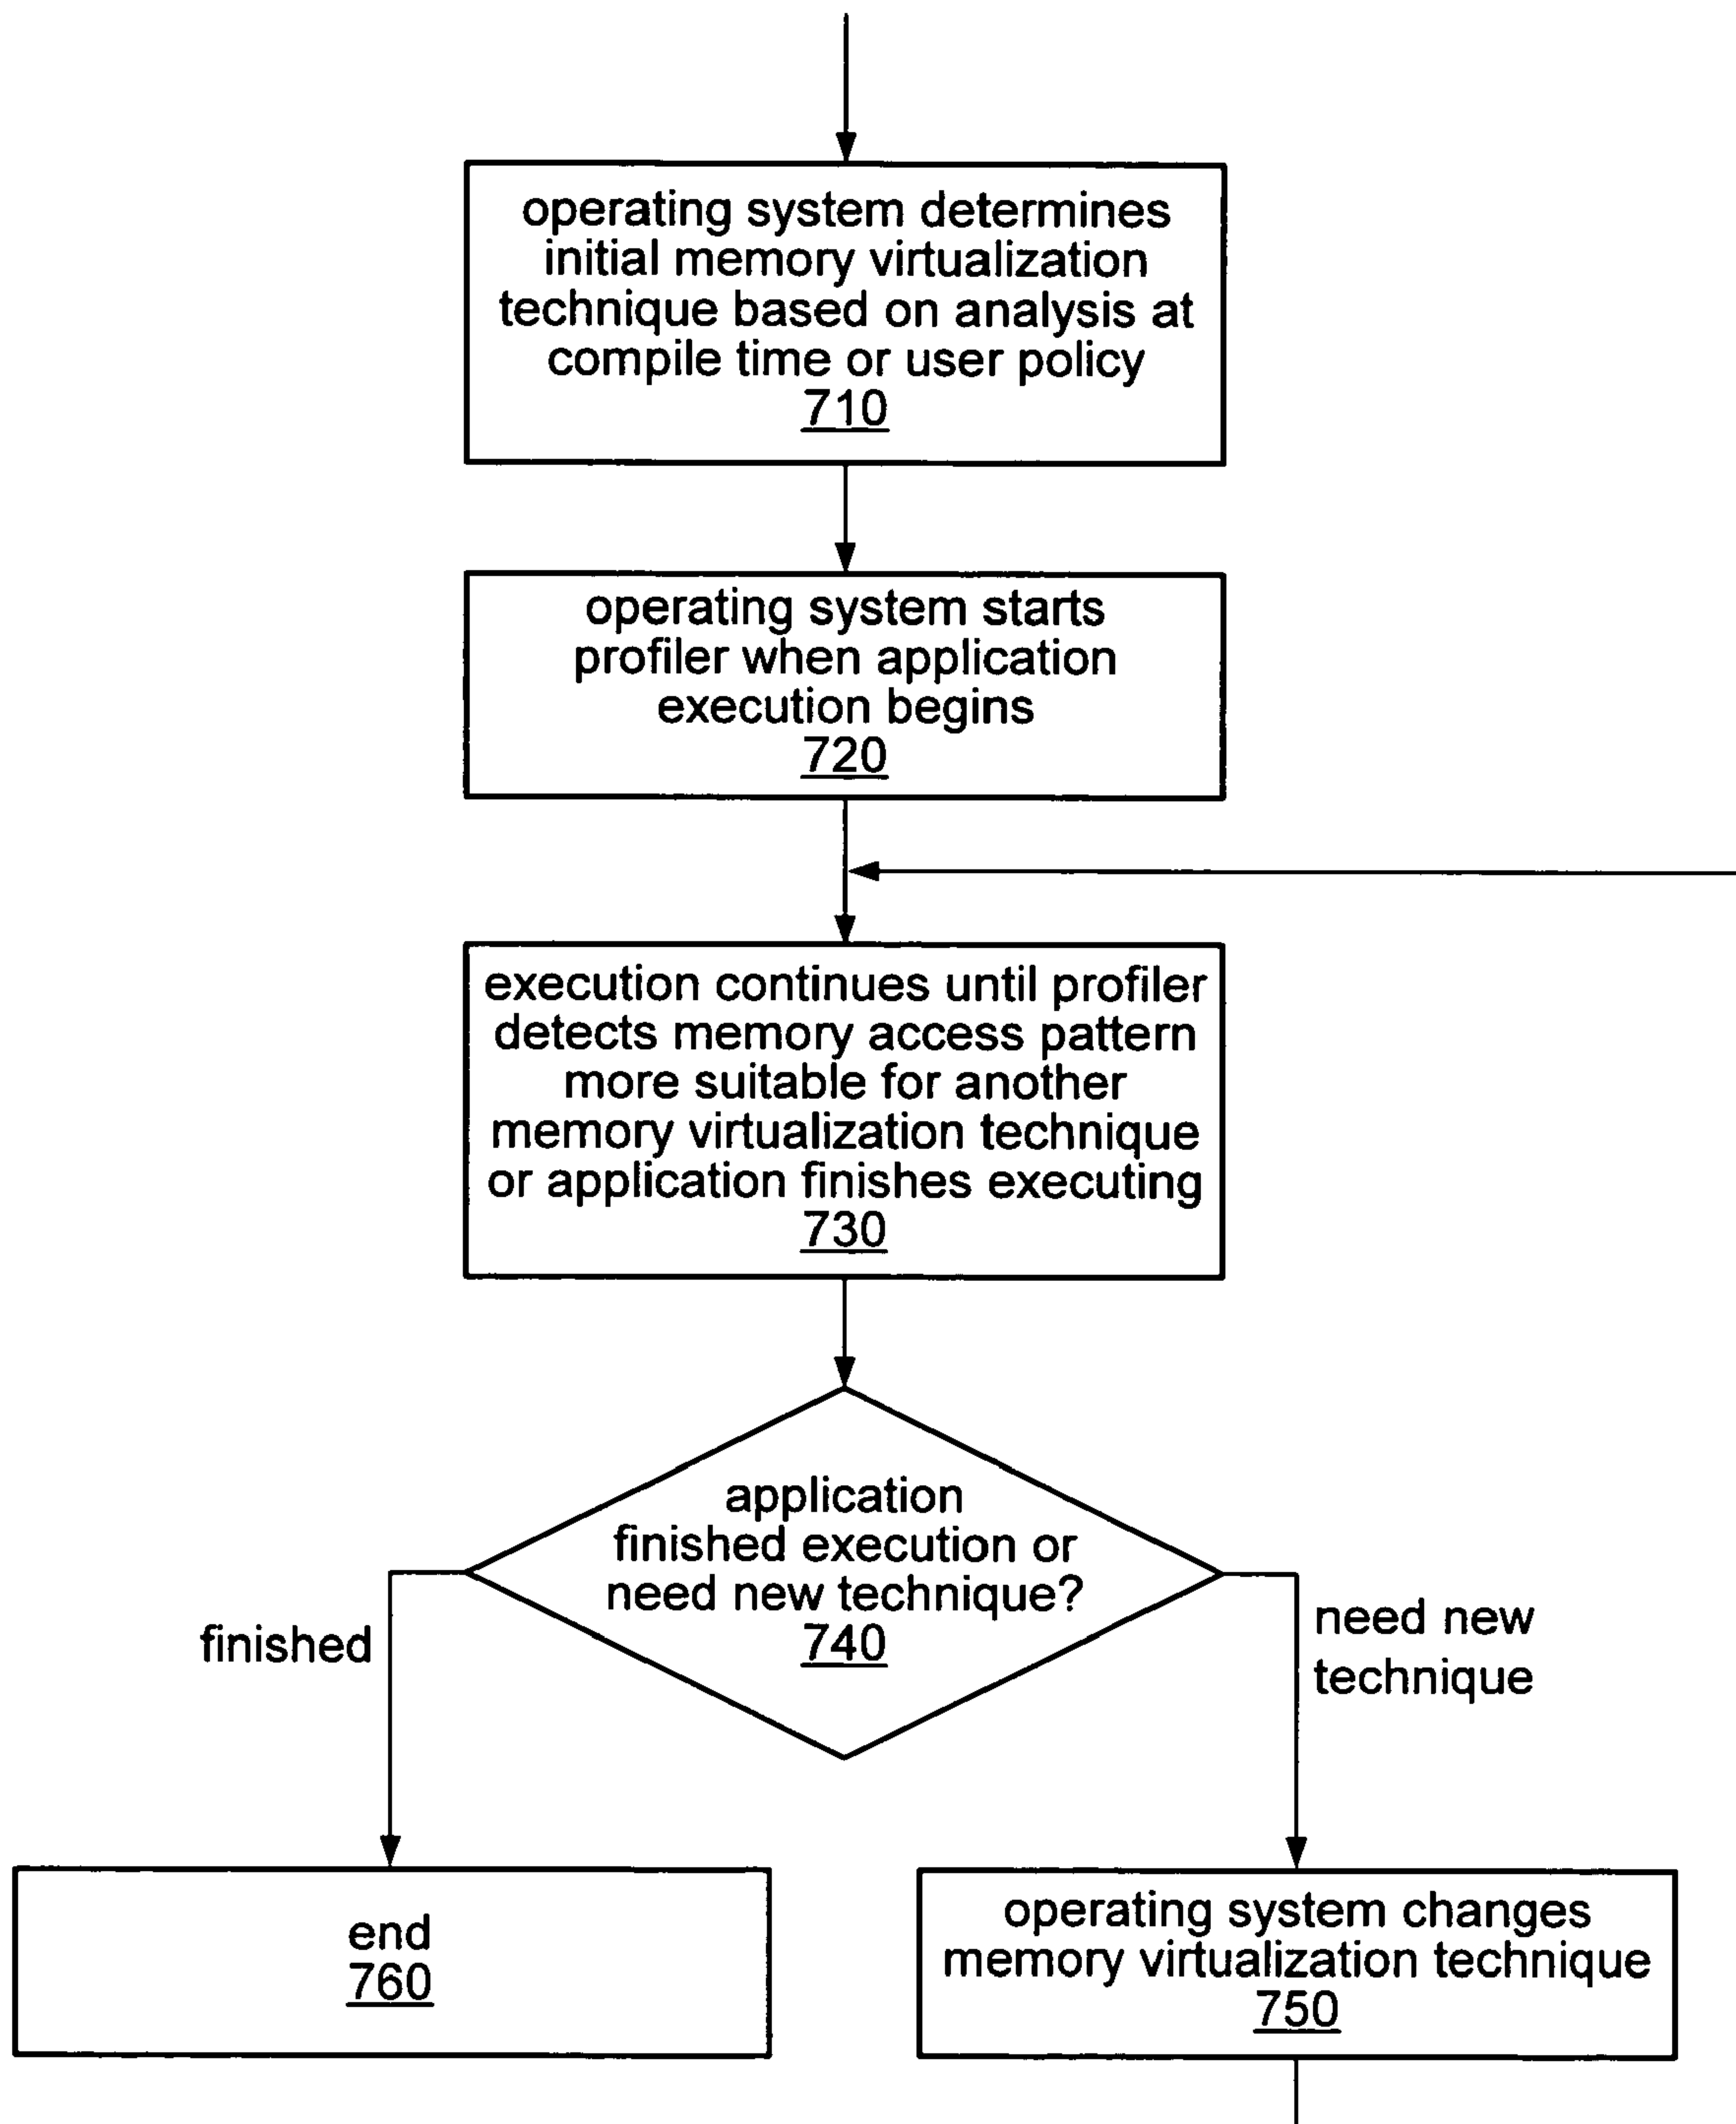 operating system determines
initial memory virtualization
technique based on analysis at
compile time or user policy
710
operating system starts
profiler when application
execution begins
720
execution continues until profiler
detects memory access pattern
more suitable for another
memory virtualization technique
or application finishes executing
730
application
finished execution or
need new technique?
740
finished
need new
technique
end
760
operating system changes
memory virtualization technique
750